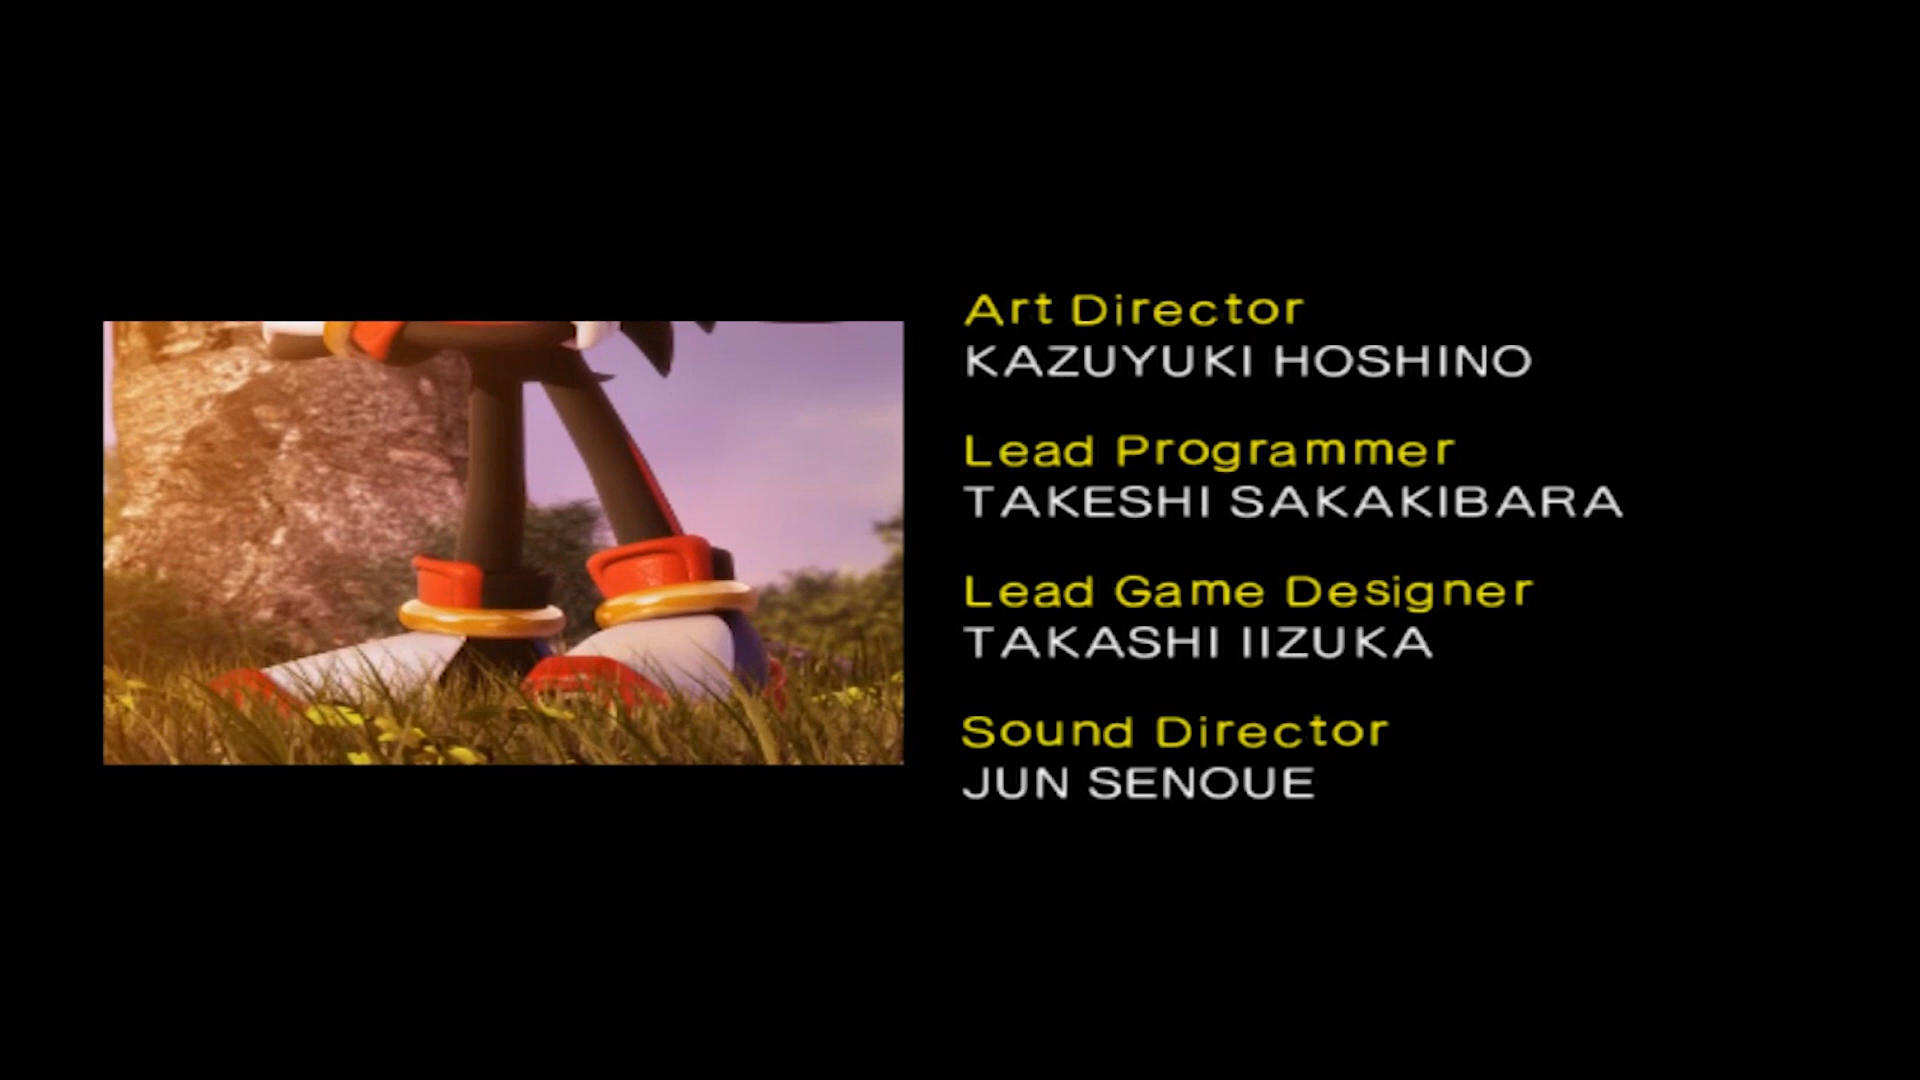 Art Director
KAZUYUKI HOSHINO
Lead Programmer
TAKESHI SAKAKIBARA
Lead Game Designer
TAKASHI IIZUKA
Sound Director
JUN SENOUE